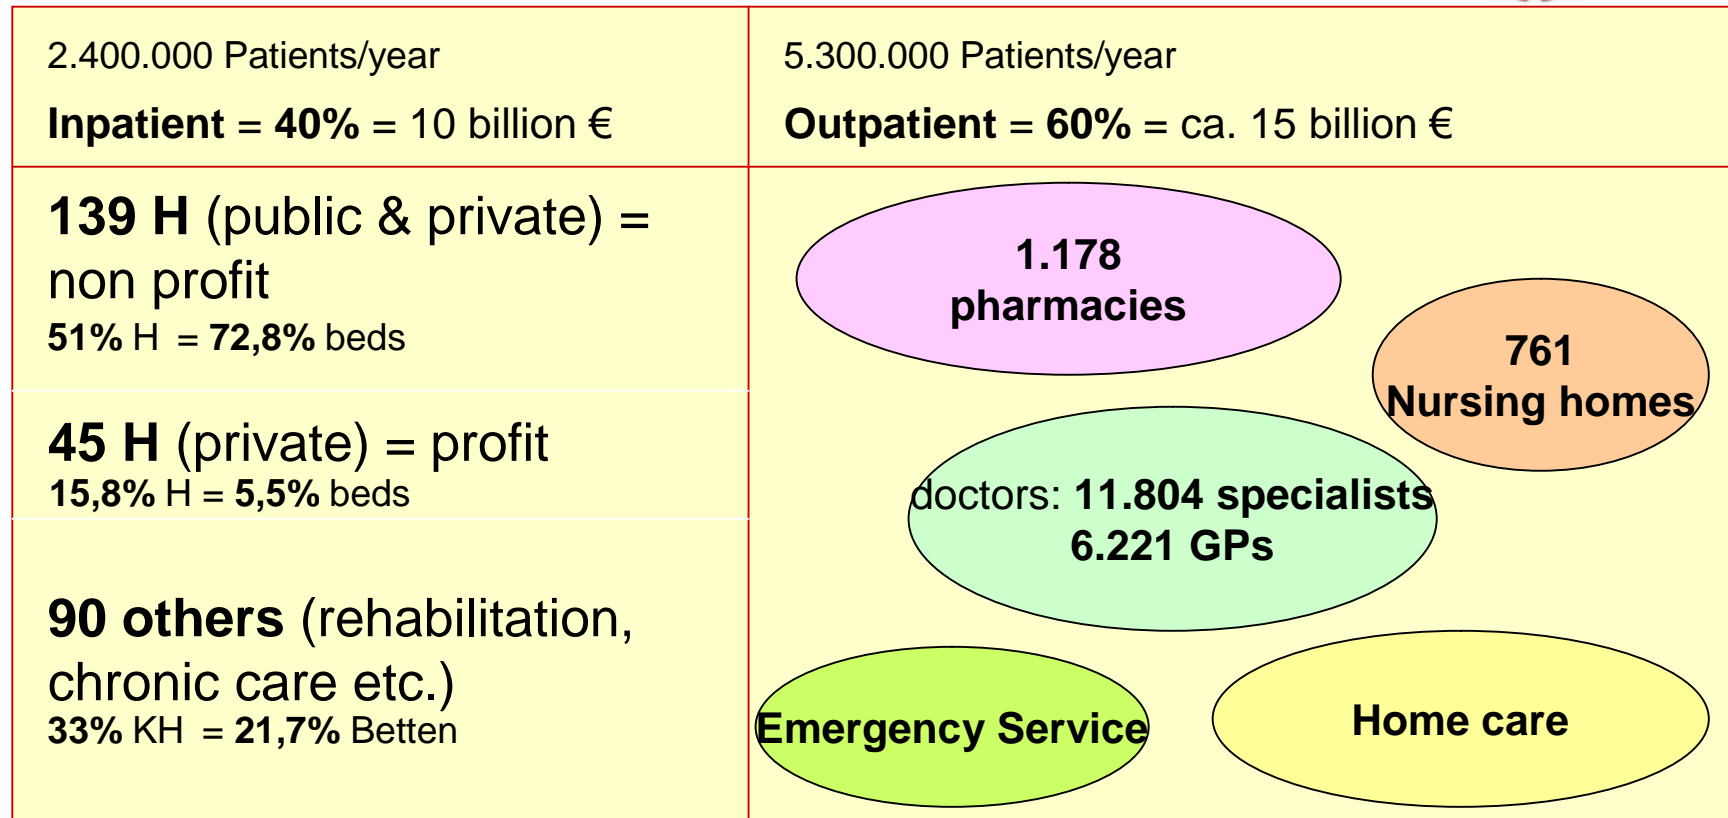 2.400.000 Patients/year
Inpatient = 40% = 10 billion €
5.300.000 Patients/year
Outpatient = 60% = ca. 15 billion €
139 H (public & private) =
non profit
51% H = 72,8% beds
45 H (private) = profit
15,8% H = 5,5% beds
90 others (rehabilitation,
chronic care etc.)
33% KH = 21,7% Betten
1.178
pharmacies
761
Nursing homes
doctors: 11.804 specialists
6.221 GPs
Emergency Service
Home care